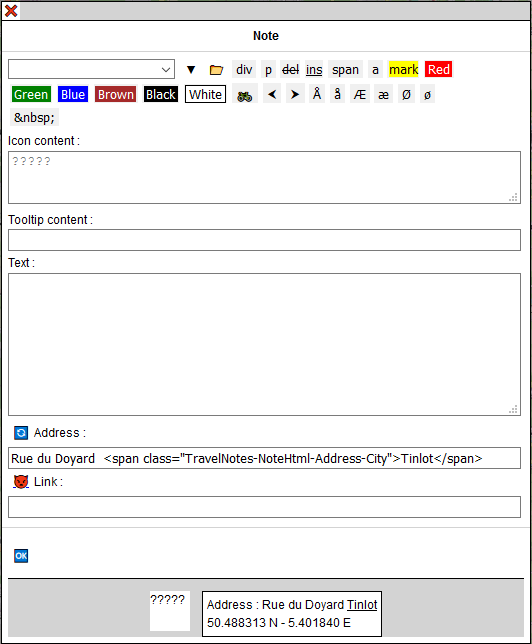 Note
▼ div p del ins span a mark Red
Green Blue Brown Black White Å å Æ æ Ø ø
&nbsp;
Icon content :
?????
Tooltip content :
Text :
Address :
Rue du Doyard  <span class="TravelNotes-NoteHtml-Address-City">Tinlot</span>
Link :
OK
?????
Address : Rue du Doyard Tinlot
50.488313 N - 5.401840 E